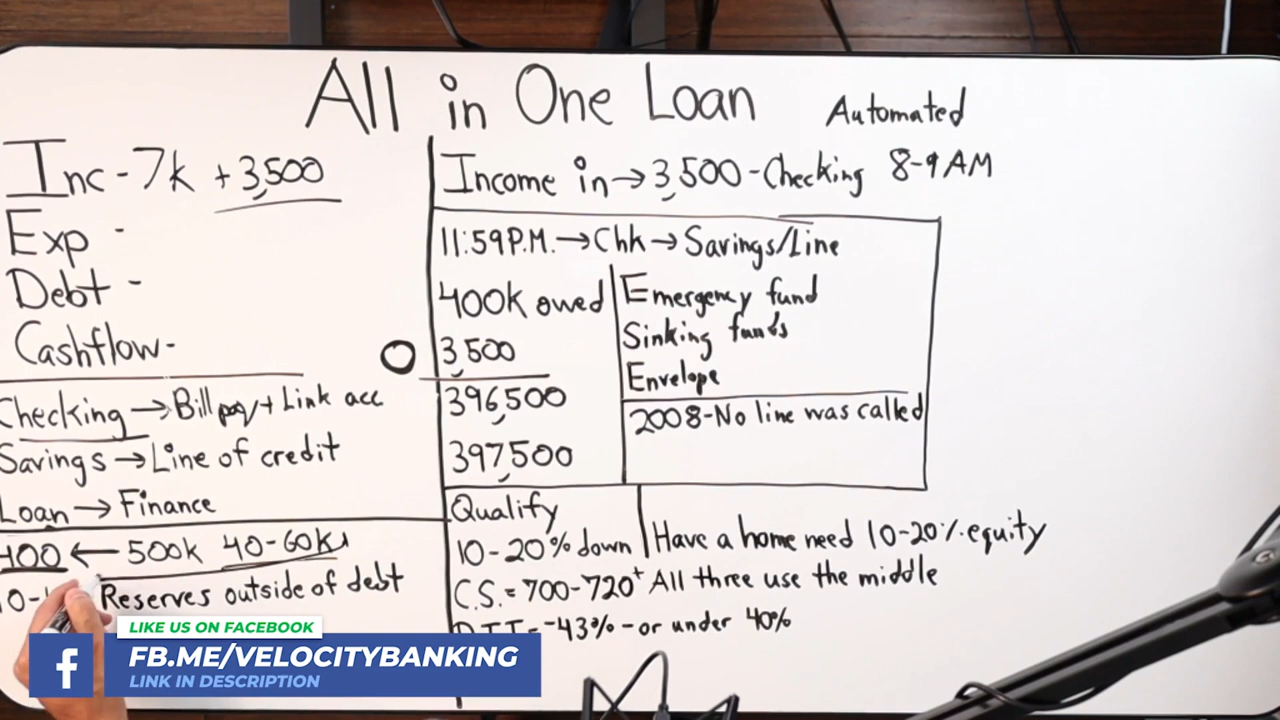 All in One Loan
Automated
Inc - 7k + 3,500
Exp -
Debt -
Cashflow -
Checking → Bill pay + Link acc
Savings → Line of credit
Loan → Finance
400 ← 500k 40-60k
Reserves outside of debt
Income in → 3,500 - Checking 8-9 AM
11:59 P.M. → Chk → Savings/Line
400k owed
3,500
396,500
397,500
Emergency fund
Sinking funds
Envelope
2008 - No line was called
Qualify
10-20% down
Have a home need 10-20% equity
C.S. = 700-720+ All three use the middle
DTI = -43% - or under 40%
LIKE US ON FACEBOOK
f
FB.ME/VELOCITYBANKING
LINK IN DESCRIPTION